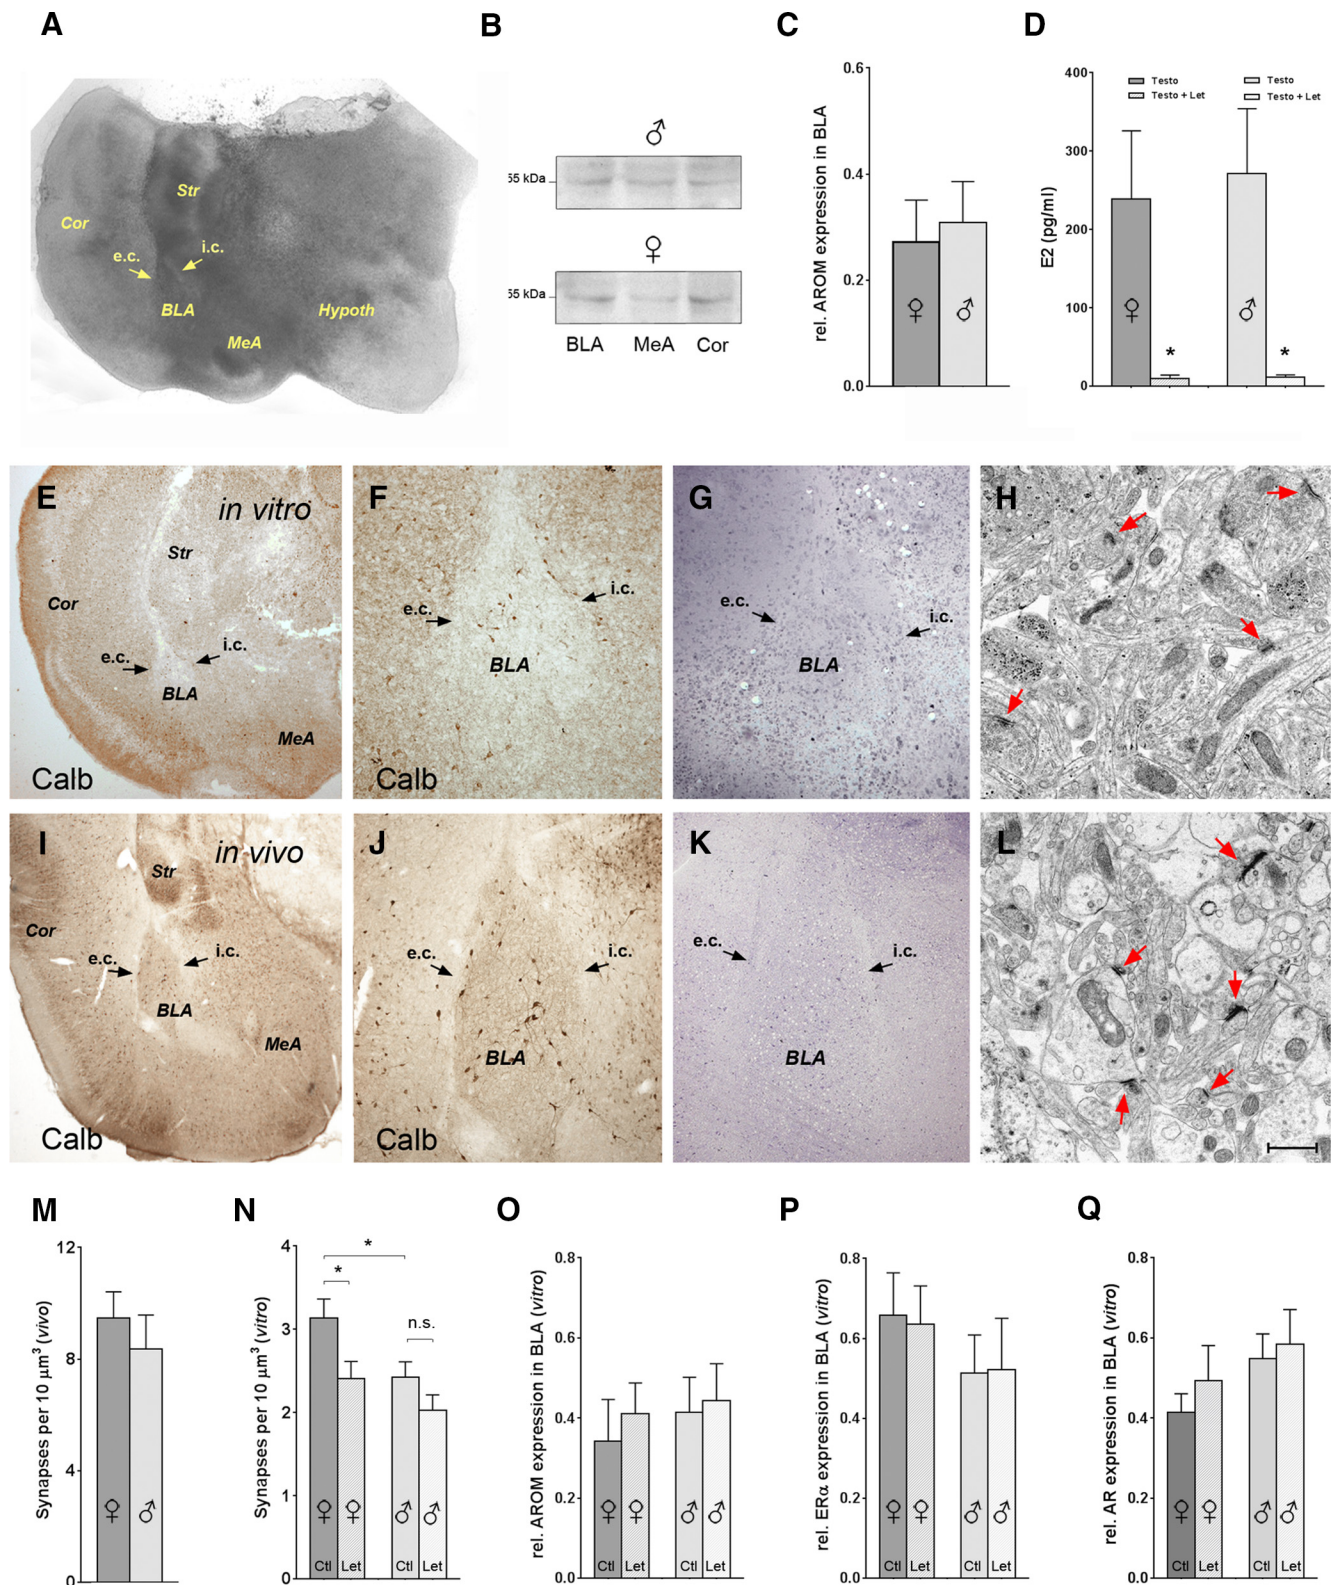 A
B
C
D
Str
Cor
e.c.
i.c.
BLA
Hypoth
MeA
♂
55 kDa
♀
55 kDa
BLA MeA Cor
rel. AROM expression in BLA
0.6
0.4
0.2
0.0
♀ ♂
E2 (pg/ml)
400
300
200
100
0
Testo
Testo + Let
Testo
Testo + Let
♀ * ♂ *
E
in vitro
Str
Cor
e.c.
i.c.
BLA
MeA
Calb
F
e.c.
i.c.
BLA
Calb
G
e.c.
i.c.
BLA
H
I
in vivo
Str
Cor
e.c.
i.c.
BLA
MeA
Calb
J
e.c.
i.c.
BLA
Calb
K
e.c.
i.c.
BLA
L
M
Synapses per 10 µm³ (vivo)
12
8
4
0
♀ ♂
N
Synapses per 10 µm³ (vitro)
4
3
2
1
0
*
*
n.s.
♀ ♀ ♂ ♂
Ctl Let Ctl Let
O
rel. AROM expression in BLA (vitro)
0.8
0.6
0.4
0.2
0.0
♀ ♀ ♂ ♂
Ctl Let Ctl Let
P
rel. ERα expression in BLA (vitro)
0.8
0.6
0.4
0.2
0.0
♀ ♀ ♂ ♂
Ctl Let Ctl Let
Q
rel. AR expression in BLA (vitro)
0.8
0.6
0.4
0.2
0.0
♀ ♀ ♂ ♂
Ctl Let Ctl Let